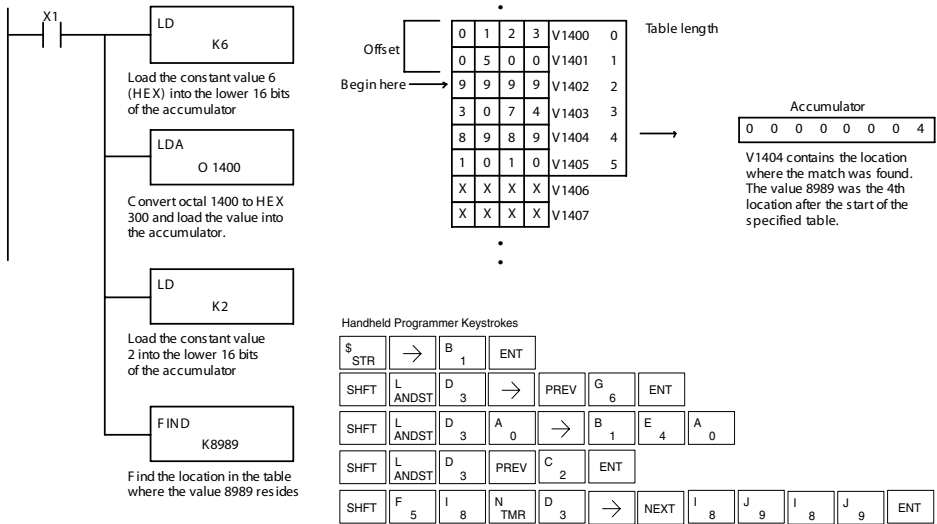 X1
LD
K6
Load the constant value 6
(HEX) into the lower 16 bits
of the accumulator
LDA
O 1400
Convert octal 1400 to HEX
300 and load the value into
the accumulator.
LD
K2
Load the constant value
2 into the lower 16 bits
of the accumulator
FIND
K8989
Find the location in the table
where the value 8989 resides
Offset
Begin here
0 1 2 3 V1400 0
0 5 0 0 V1401 1
9 9 9 9 V1402 2
3 0 7 4 V1403 3
8 9 8 9 V1404 4
1 0 1 0 V1405 5
X X X X V1406
X X X X V1407
Table length
Accumulator
0 0 0 0 0 0 0 4
V1404 contains the location
where the match was found.
The value 8989 was the 4th
location after the start of the
specified table.
Handheld Programmer Keystrokes
$ STR → B 1 ENT
SHFT L ANDST D 3 → PREV G 6 ENT
SHFT L ANDST D 3 A 0 → B 1 E 4 A 0
SHFT L ANDST D 3 PREV C 2 ENT
SHFT F 5 I 8 N TMR D 3 → NEXT I 8 J 9 I 8 J 9 ENT